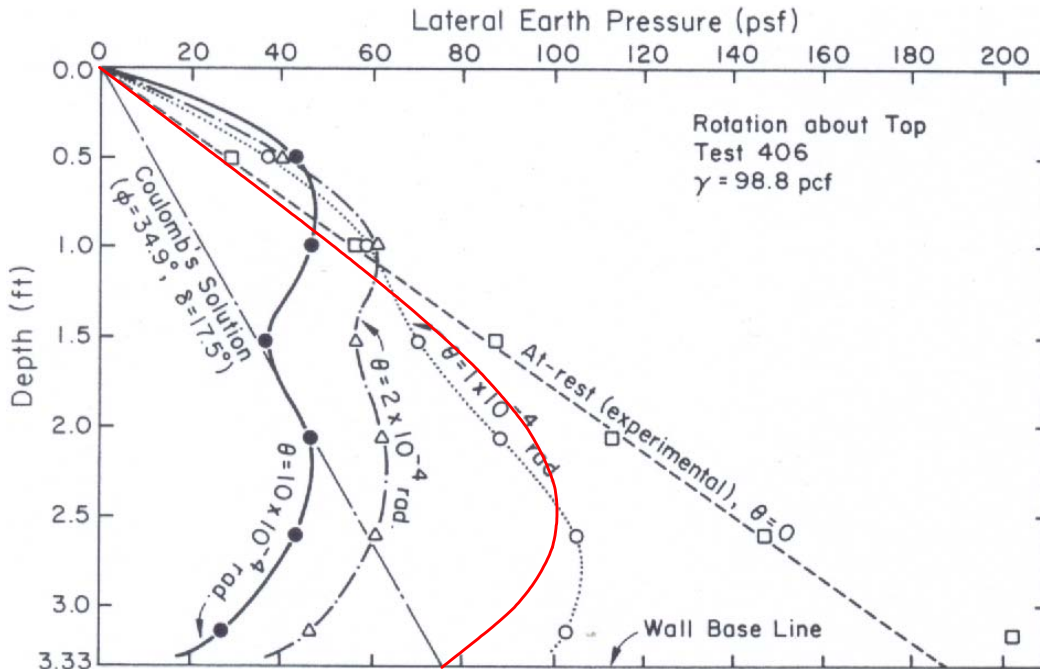 Lateral Earth Pressure (psf)
0 20 40 60 80 100 120 140 160 180 200
0.0
0.5
1.0
1.5
2.0
2.5
3.0
3.33
Depth (ft)
Rotation about Top
Test 406
γ = 98.8 pcf
Coulomb's Solution
(ϕ=34.9°, δ=17.5°)
θ=10×10⁻⁴ rad
θ=2×10⁻⁴ rad
θ=1×10⁻⁴ rad
At-rest (experimental), θ=0
Wall Base Line